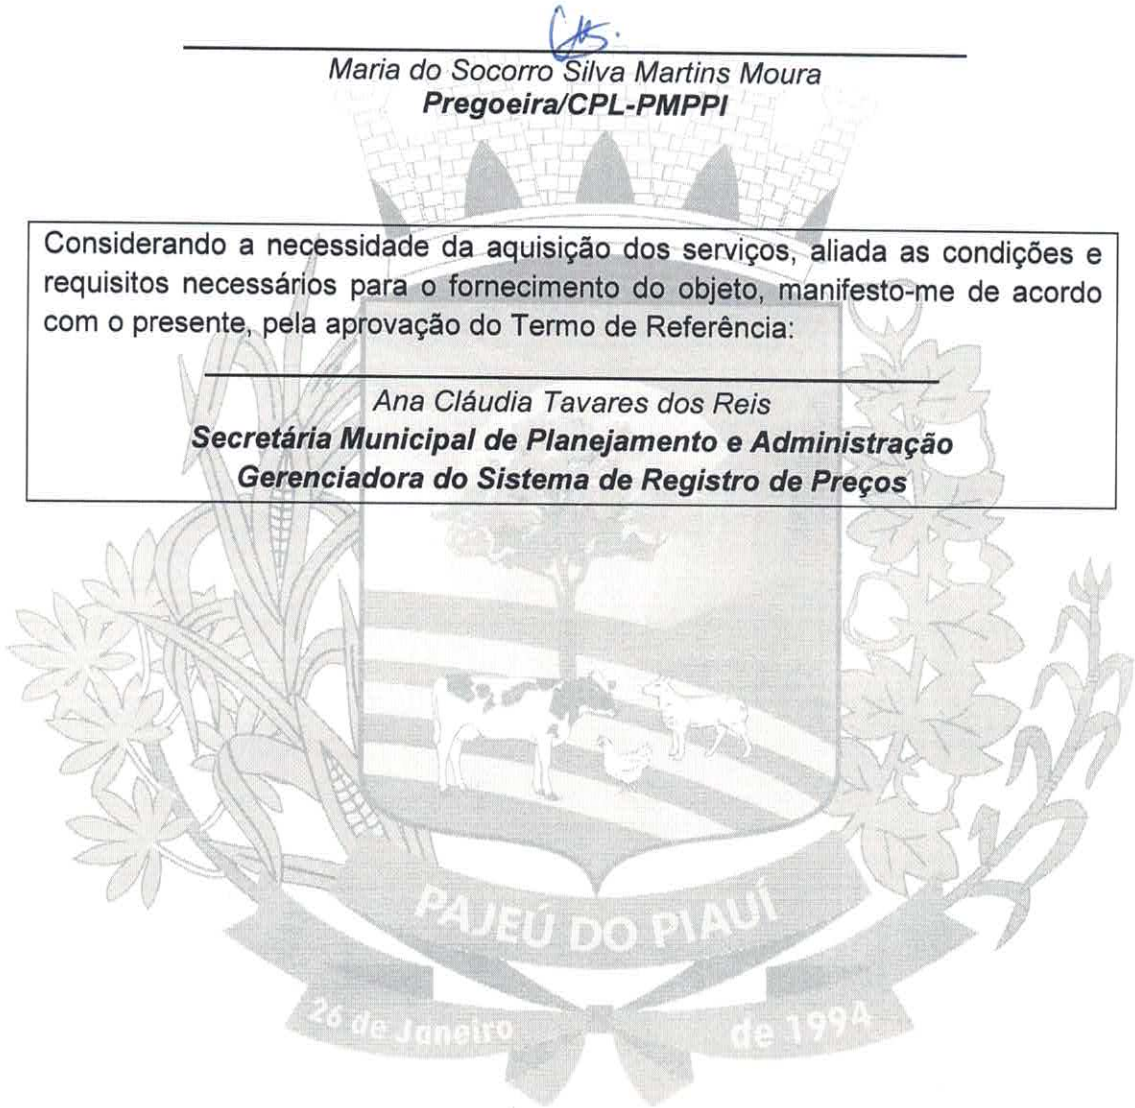 Maria do Socorro Silva Martins Moura
Pregoeira/CPL-PMPPI
Considerando a necessidade da aquisição dos serviços, aliada as condições e
requisitos necessários para o fornecimento do objeto, manifesto-me de acordo
com o presente, pela aprovação do Termo de Referência:
Ana Cláudia Tavares dos Reis
Secretária Municipal de Planejamento e Administração
Gerenciadora do Sistema de Registro de Preços
PAJEÚ DO PIAUÍ
26 de Janeiro de 1994